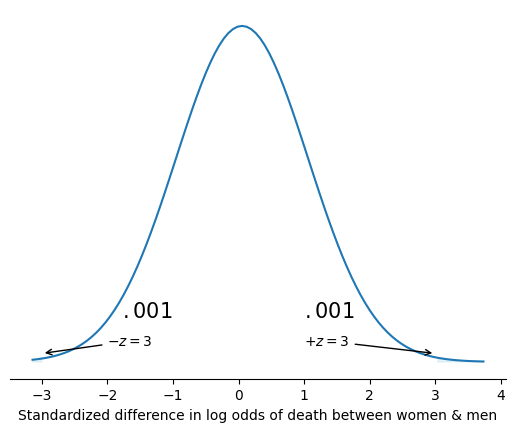 .001 .001
−z = 3 +z = 3
−3 −2 −1 0 1 2 3 4
Standardized difference in log odds of death between women & men